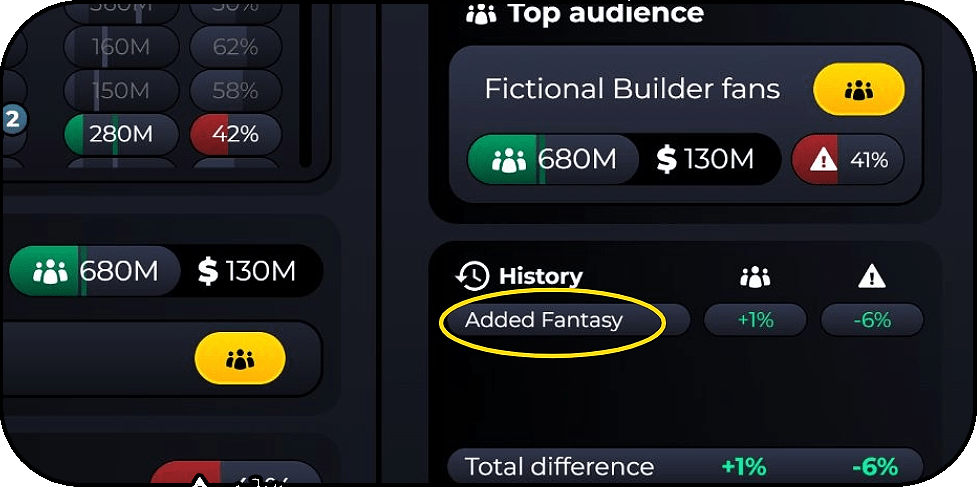 Top audience
160M 62%
150M 58%
2
280M 42%
Fictional Builder fans
680M $ 130M 41%
680M $ 130M
History
Added Fantasy +1% -6%
Total difference +1% -6%